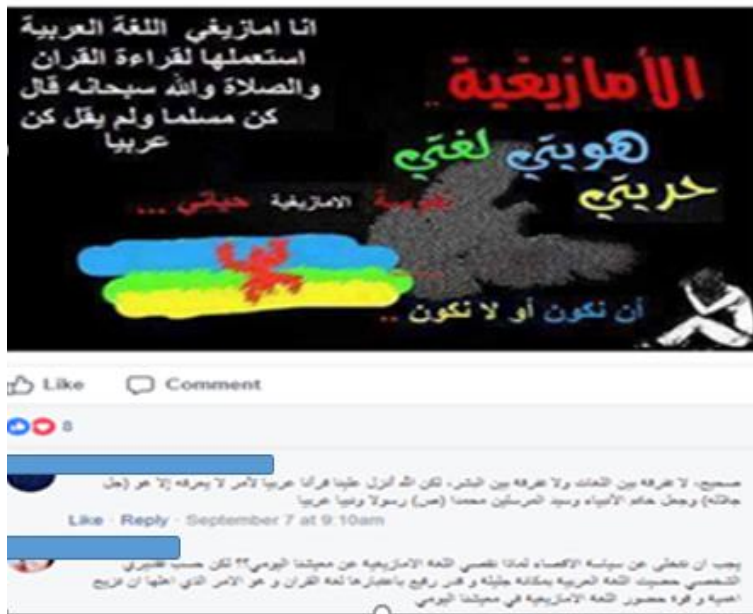 انا امازيغي اللغة العربية
استعملها لقراءة القران
والصلاة والله سبحانه قال
كن مسلما ولم يقل كن
عربيا
الأمازيغية..
هويتي لغتي
حريتي
الامازيغية حياتي ...
أن نكون أو لا نكون ..
Like Comment
8
صحيح، لا تفرقة بين اللغات ولا تفرقة بين البشر، لكن الله أنزل علينا قرآنا عربيا لأمر لا يعرفه إلا هو (جل
جلاله) وجعل خاتم الأنبياء وسيد المرسلين محمدا (ص) رسولا ونبيا عربيا
Like · Reply · September 7 at 9:10am
يجب ان نتخلى عن سياسة الاقصاء لماذا نقصي اللغة الامازيغية عن معيشنا اليومي؟؟ لكن حسب تقديري
الشخصي حضيت اللغة العربية بمكانة جليلة و قدر رفيع باعتبارها لغة القران و هو الامر الذي اهلها ان تزيح
اهمية و قوة حضور اللغة الامازيغية في معيشنا اليومي